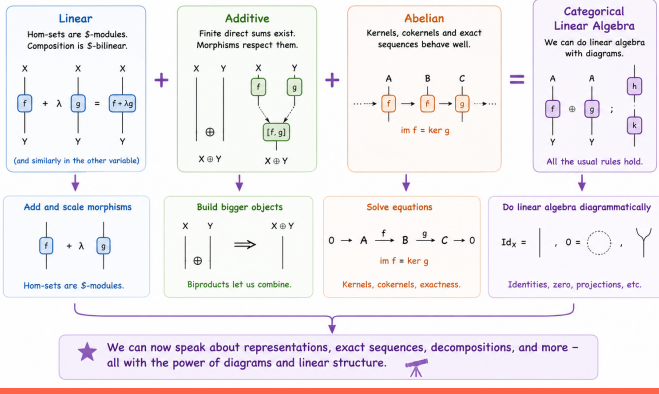 Linear
Hom-sets are S-modules.
Composition is S-bilinear.
X X X
f + λ g = f+λg
Y Y Y
(and similarly in the other variable)
+
Additive
Finite direct sums exist.
Morphisms respect them.
X Y X Y
f g
⊕ [f, g]
X ⊕ Y X ⊕ Y
+
Abelian
Kernels, cokernels and exact
sequences behave well.
A B C
f f g
im f = ker g
=
Categorical
Linear Algebra
We can do linear algebra
with diagrams.
A A
f ⊕ g ; h
k
Y Y
All the usual rules hold.
Add and scale morphisms
f + λ g
Hom-sets are S-modules.
Build bigger objects
X Y X ⊕ Y
⊕ ⟹
Biproducts let us combine.
Solve equations
0 → A f→ B g→ C → 0
im f = ker g
Kernels, cokernels, exactness.
Do linear algebra diagrammatically
Idx = , 0 = ,
Identities, zero, projections, etc.
We can now speak about representations, exact sequences, decompositions, and more –
all with the power of diagrams and linear structure.